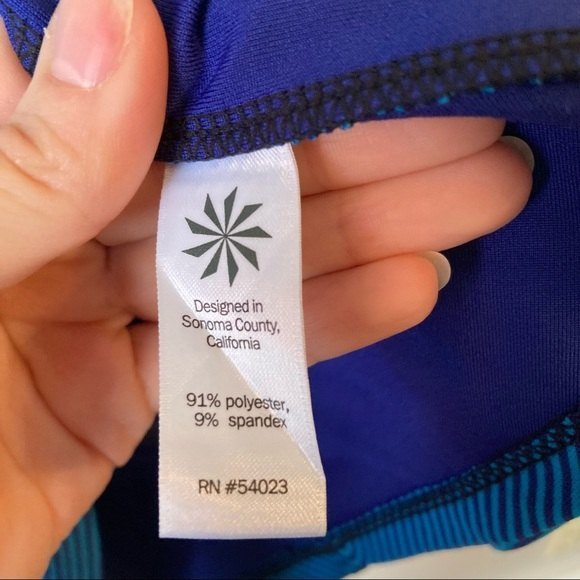 Designed in
Sonoma County,
California
91% polyester,
9% spandex
RN #54023